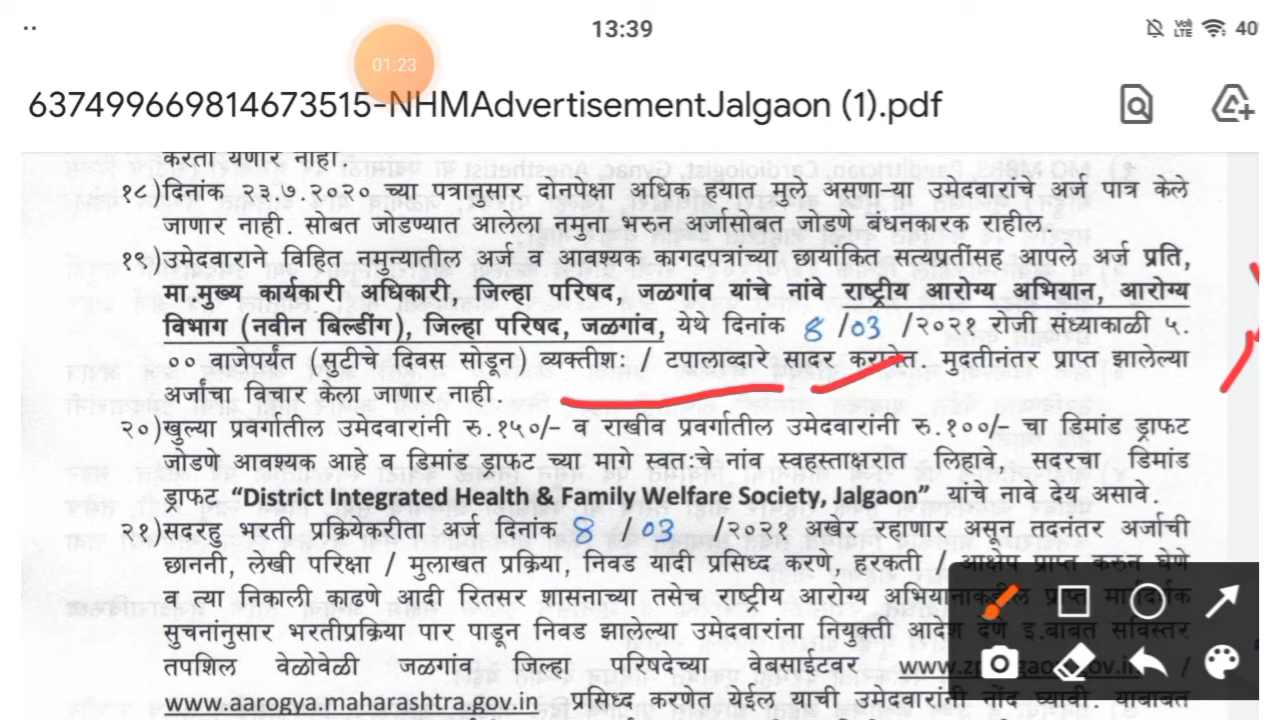 13:39
Vol LTE
40
01:23
637499669814673515-NHMAdvertisementJalgaon (1).pdf
करता येणार नाही.
१८)दिनांक २३.७.२०२० च्या पत्रानुसार दोनपेक्षा अधिक हयात मुले असणा-या उमेदवारांचे अर्ज पात्र केले
जाणार नाही. सोबत जोडण्यात आलेला नमुना भरुन अर्जासोबत जोडणे बंधनकारक राहील.
१९)उमेदवाराने विहित नमुन्यातील अर्ज व आवश्यक कागदपत्रांच्या छायांकित सत्यप्रतींसह आपले अर्ज प्रति,
मा.मुख्य कार्यकारी अधिकारी, जिल्हा परिषद, जळगांव यांचे नांवे राष्ट्रीय आरोग्य अभियान, आरोग्य
विभाग (नवीन बिल्डींग), जिल्हा परिषद, जळगांव, येथे दिनांक 8 /03 /२०२१ रोजी संध्याकाळी ५.
०० वाजेपर्यंत (सुटीचे दिवस सोडून) व्यक्तीश: / टपालाव्दारे सादर करावेत. मुदतीनंतर प्राप्त झालेल्या
अर्जांचा विचार केला जाणार नाही.
२०)खुल्या प्रवर्गातील उमेदवारांनी रु.१५०/- व राखीव प्रवर्गातील उमेदवारांनी रु.१००/- चा डिमांड ड्राफट
जोडणे आवश्यक आहे व डिमांड ड्राफट च्या मागे स्वत:चे नांव स्वहस्ताक्षरात लिहावे, सदरचा डिमांड
ड्राफट “District Integrated Health & Family Welfare Society, Jalgaon” यांचे नावे देय असावे.
२१)सदरहु भरती प्रक्रियेकरीता अर्ज दिनांक 8 / 03 /२०२१ अखेर रहाणार असून तदनंतर अर्जाची
छाननी, लेखी परिक्षा / मुलाखत प्रक्रिया, निवड यादी प्रसिध्द करणे, हरकती / आक्षेप प्राप्त करुन घेणे
व त्या निकाली काढणे आदी रितसर शासनाच्या तसेच राष्ट्रीय आरोग्य अभियानाकडील प्राप्त मार्गदर्शक
सुचनांनुसार भरतीप्रक्रिया पार पाडून निवड झालेल्या उमेदवारांना नियुक्ती आदेश देणे इ.बाबत सविस्तर
तपशिल वेळोवेळी जळगांव जिल्हा परिषदेच्या वेबसाईटवर /
www.aarogya.maharashtra.gov.in प्रसिध्द करणेत येईल याची उमेदवारांनी नोंद घ्यावी. याबाबत